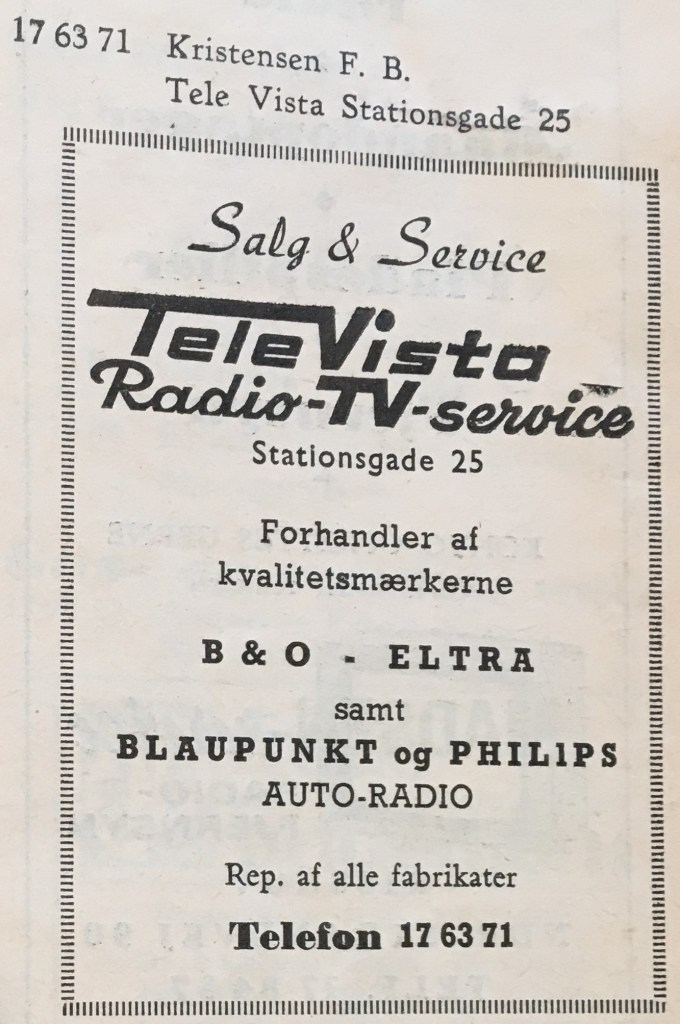 17 63 71 Kristensen F. B.
Tele Vista Stationsgade 25
Salg & Service
TeleVista
Radio-TV-service
Stationsgade 25
Forhandler af
kvalitetsmærkerne
B & O - ELTRA
samt
BLAUPUNKT og PHIL1PS
AUTO-RADIO
Rep. af alle fabrikater
Telefon 17 63 71